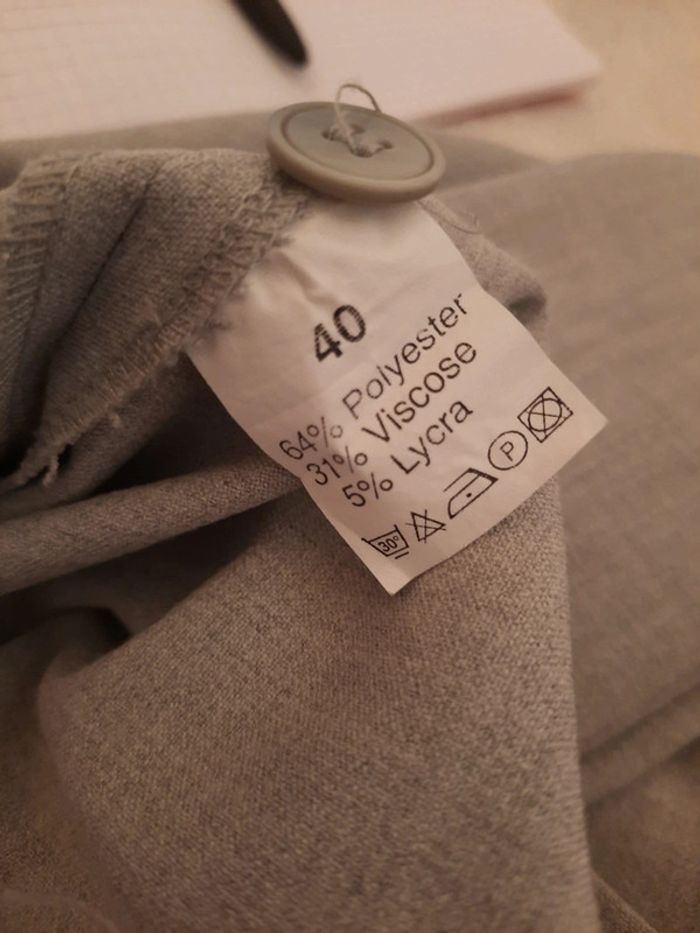 40
64% Polyester
31% Viscose
5% Lycra
30° P